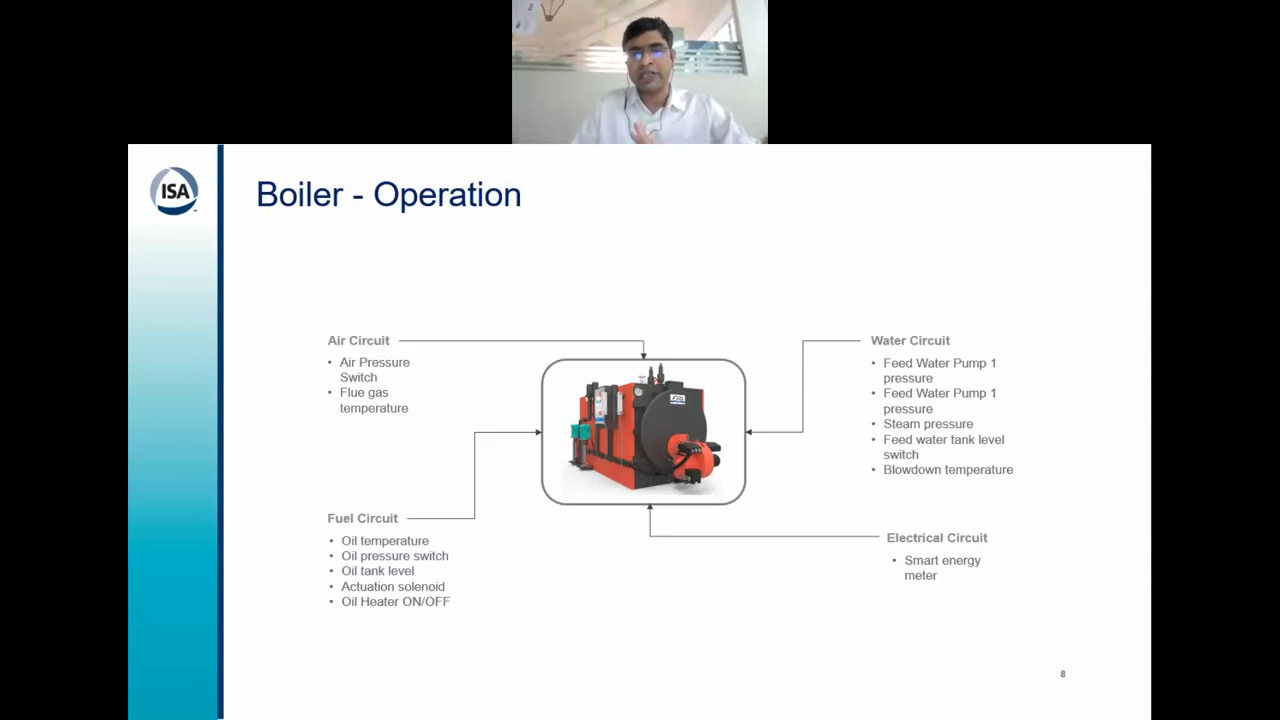 ISA
Boiler - Operation
Air Circuit
• Air Pressure
Switch
• Flue gas
temperature
Fuel Circuit
• Oil temperature
• Oil pressure switch
• Oil tank level
• Actuation solenoid
• Oil Heater ON/OFF
Water Circuit
• Feed Water Pump 1
pressure
• Feed Water Pump 1
pressure
• Steam pressure
• Feed water tank level
switch
• Blowdown temperature
Electrical Circuit
• Smart energy
meter
8